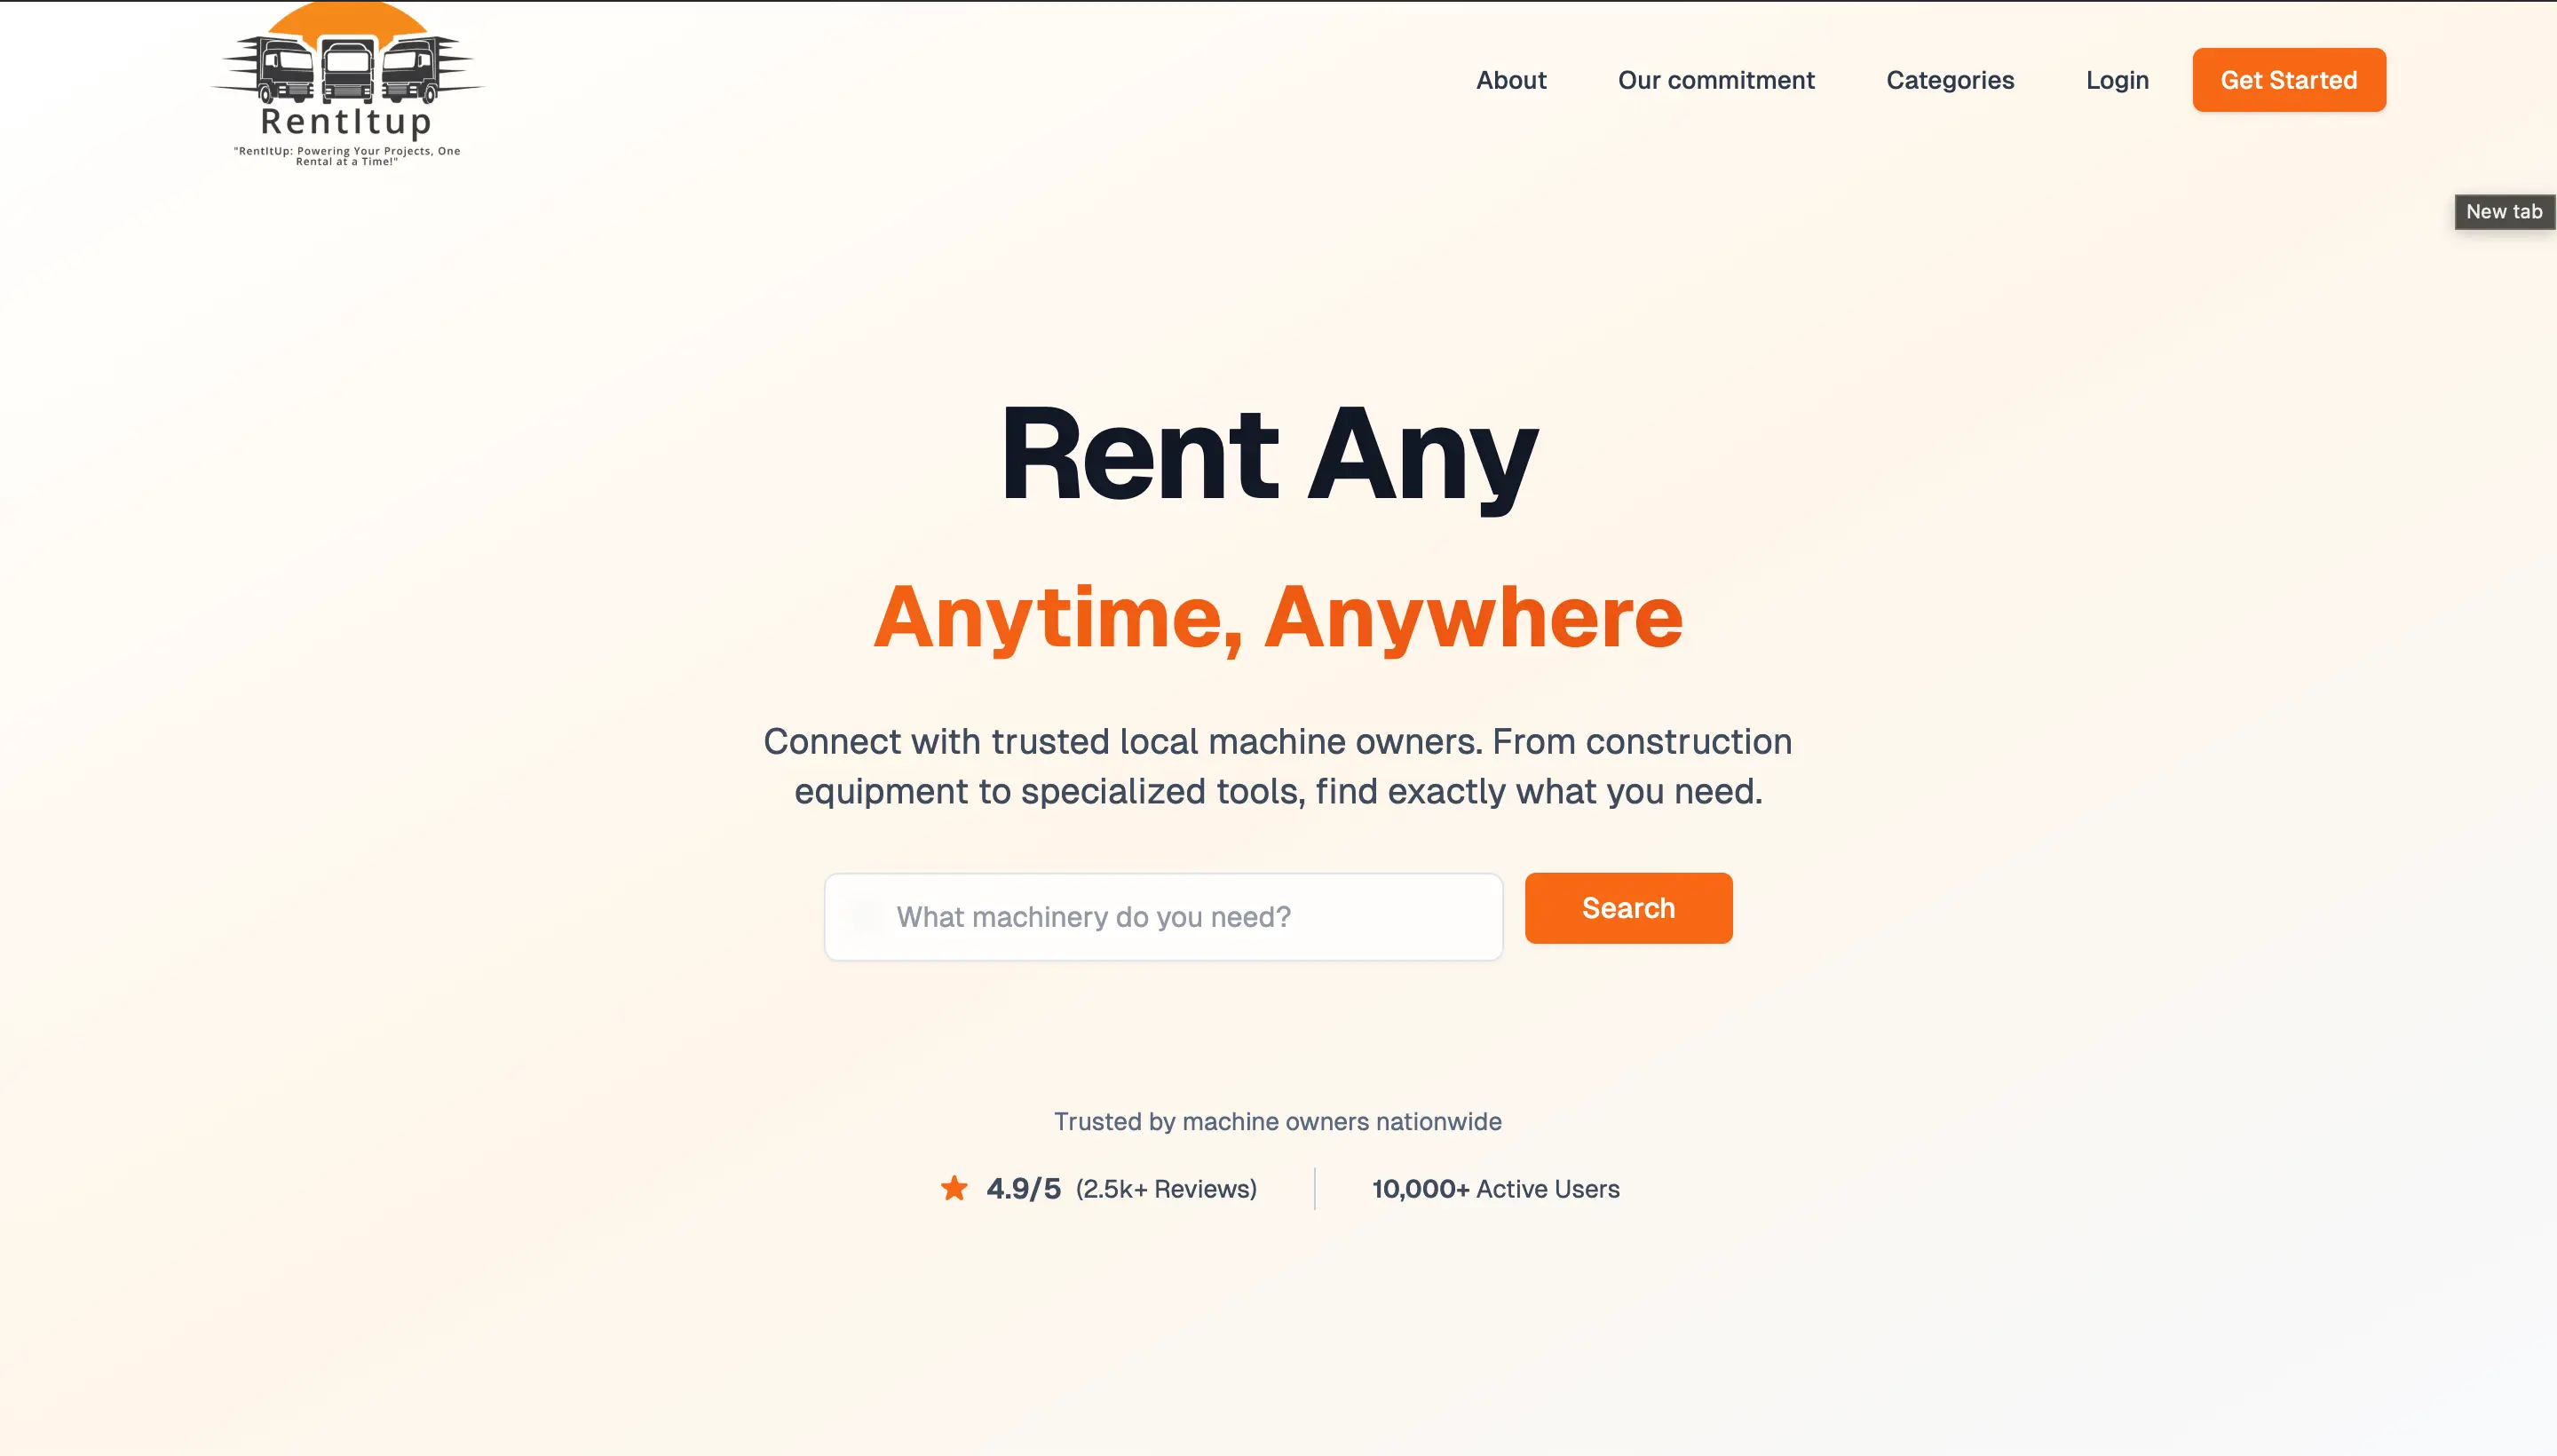 RentItup
"RentItUp: Powering Your Projects, One
Rental at a Time!"
About
Our commitment
Categories
Login
Get Started
New tab
Rent Any
Anytime, Anywhere
Connect with trusted local machine owners. From construction
equipment to specialized tools, find exactly what you need.
What machinery do you need?
Search
Trusted by machine owners nationwide
4.9/5 (2.5k+ Reviews)
10,000+ Active Users